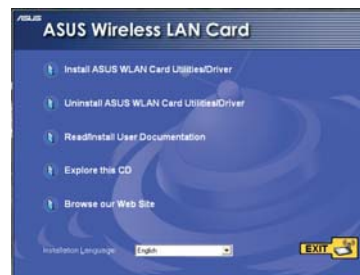 ASUS
ASUS Wireless LAN Card
Install ASUS WLAN Card Utilities/Driver
Uninstall ASUS WLAN Card Utilities/Driver
Read/Install User Documentation
Explore this CD
Browse our Web Site
Installation Language: English
EXIT